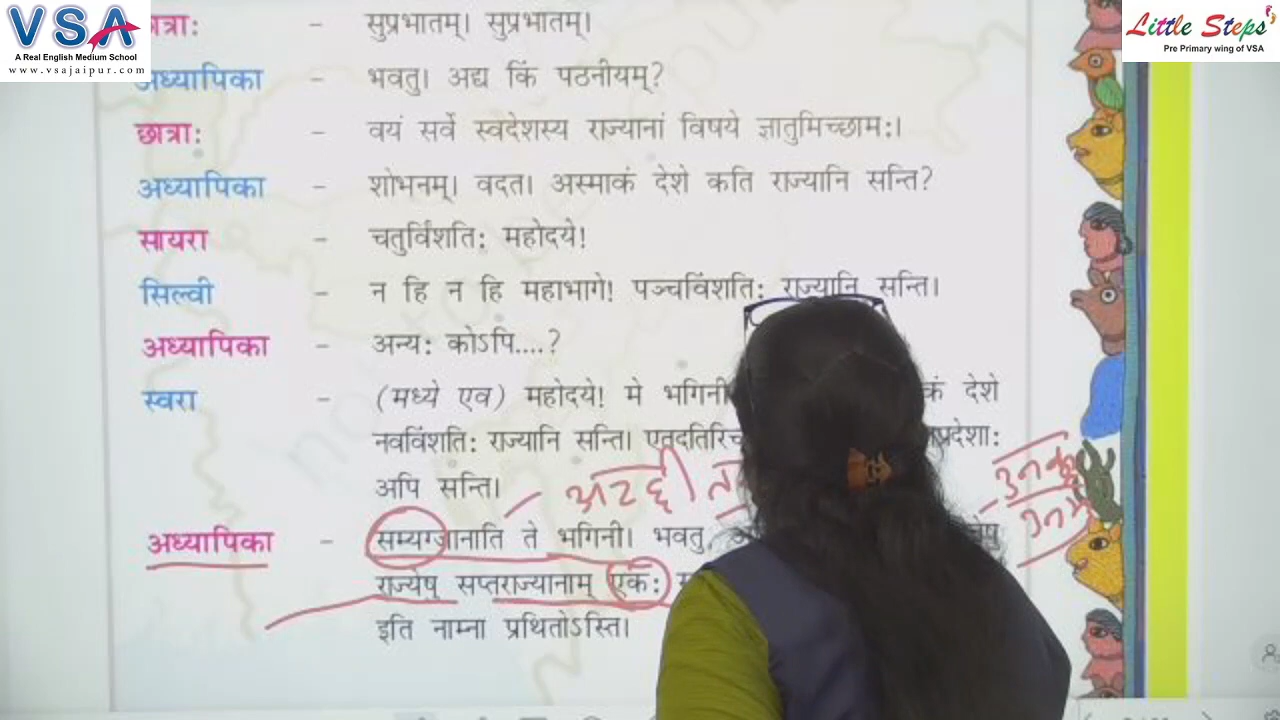 VSA
A Real English Medium School
www.vsajaipur.com
Little Steps
Pre Primary wing of VSA
छात्रा: – सुप्रभातम्। सुप्रभातम्।
अध्यापिका – भवतु। अद्य किं पठनीयम्?
छात्रा: – वयं सर्वे स्वदेशस्य राज्यानां विषये ज्ञातुमिच्छाम:।
अध्यापिका – शोभनम्। वदत। अस्माकं देशे कति राज्यानि सन्ति?
सायरा – चतुर्विंशति: महोदये!
सिल्वी – न हि न हि महाभागे! पञ्चविंशति: राज्यानि सन्ति।
अध्यापिका – अन्य: कोऽपि....?
स्वरा – (मध्ये एव) महोदये! मे भगिनी देशे
नवविंशति: राज्यानि सन्ति।
अपि सन्ति।
अच्छी
अध्यापिका – सम्यग्जानाति ते भगिनी। भवतु,
राज्येषु सप्तराज्यानाम् एक:
इति नाम्ना प्रथितोऽस्ति।